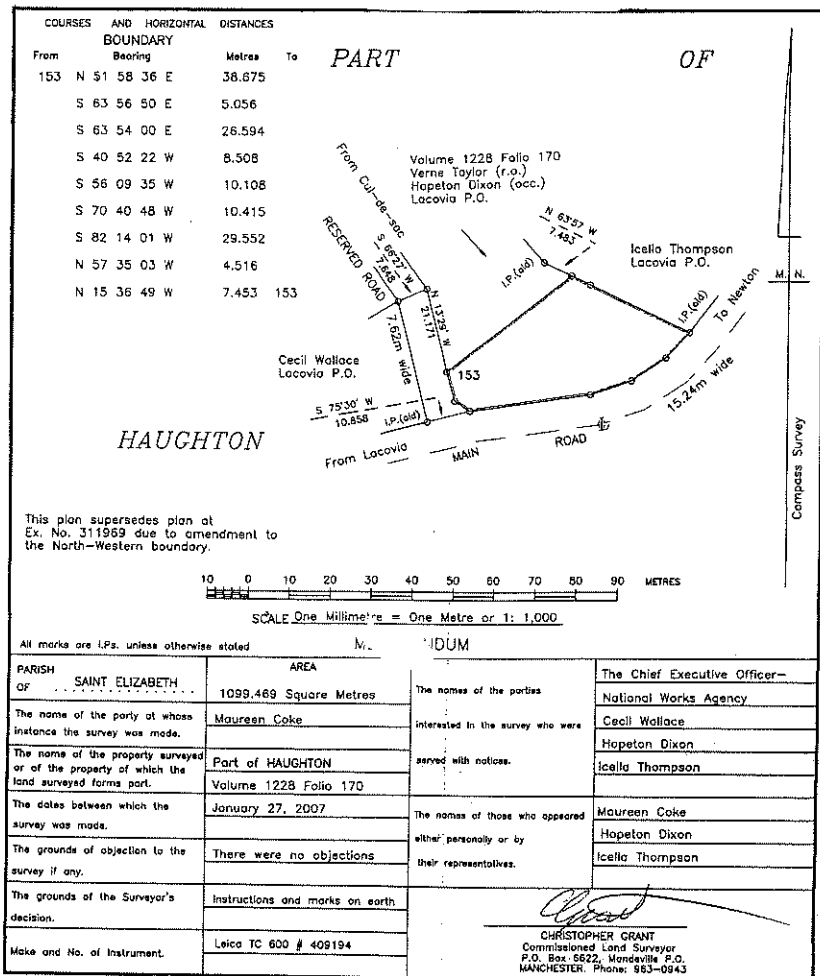 COURSES AND HORIZONTAL DISTANCES
BOUNDARY
From Bearing Metres To
153 N 51 58 36 E 38.675
S 63 56 50 E 5.056
S 63 54 00 E 26.594
S 40 52 22 W 8.508
S 56 09 35 W 10.108
S 70 40 48 W 10.415
S 82 14 01 W 29.552
N 57 35 03 W 4.516
N 15 36 49 W 7.453 153
PART OF
HAUGHTON
From Cul-de-sac
RESERVED ROAD
7.62m wide
S 66°27' W
7.648
N 13°29' W
21.171
Volume 1228 Folio 170
Verne Taylor (r.o.)
Hopeton Dixon (occ.)
Lacovia P.O.
N 63°57' W
7.483
I.P.(old)
Icella Thompson
Lacovia P.O.
I.P.(old)
To Newton
M. N.
Compass Survey
Cecil Wallace
Lacovia P.O.
153
S 75°30' W
10.858
I.P.(old)
15.24m wide
From Lacovia MAIN ROAD
This plan supersedes plan at
Ex. No. 311969 due to amendment to
the North-Western boundary.
10 0 10 20 30 40 50 60 70 80 90 METRES
SCALE One Millimetre = One Metre or 1: 1,000
All marks are I.Ps. unless otherwise stated
PARISH OF SAINT ELIZABETH
AREA
1099.469 Square Metres
The name of the party at whose
instance the survey was made.
Maureen Coke
The name of the property surveyed
or of the property of which the
land surveyed forms part.
Part of HAUGHTON
Volume 1228 Folio 170
The dates between which the
survey was made.
January 27, 2007
The grounds of objection to the
survey if any.
There were no objections
The grounds of the Surveyor's
decision.
Instructions and marks on earth
Make and No. of Instrument.
Leica TC 600 # 409194
The names of the parties
interested in the survey who were
served with notices.
The Chief Executive Officer-
National Works Agency
Cecil Wallace
Hopeton Dixon
Icella Thompson
The names of those who appeared
either personally or by
their representatives.
Maureen Coke
Hopeton Dixon
Icella Thompson
CHRISTOPHER GRANT
Commissioned Land Surveyor
P.O. Box 6622, Mandeville P.O.
MANCHESTER. Phone: 963-0943